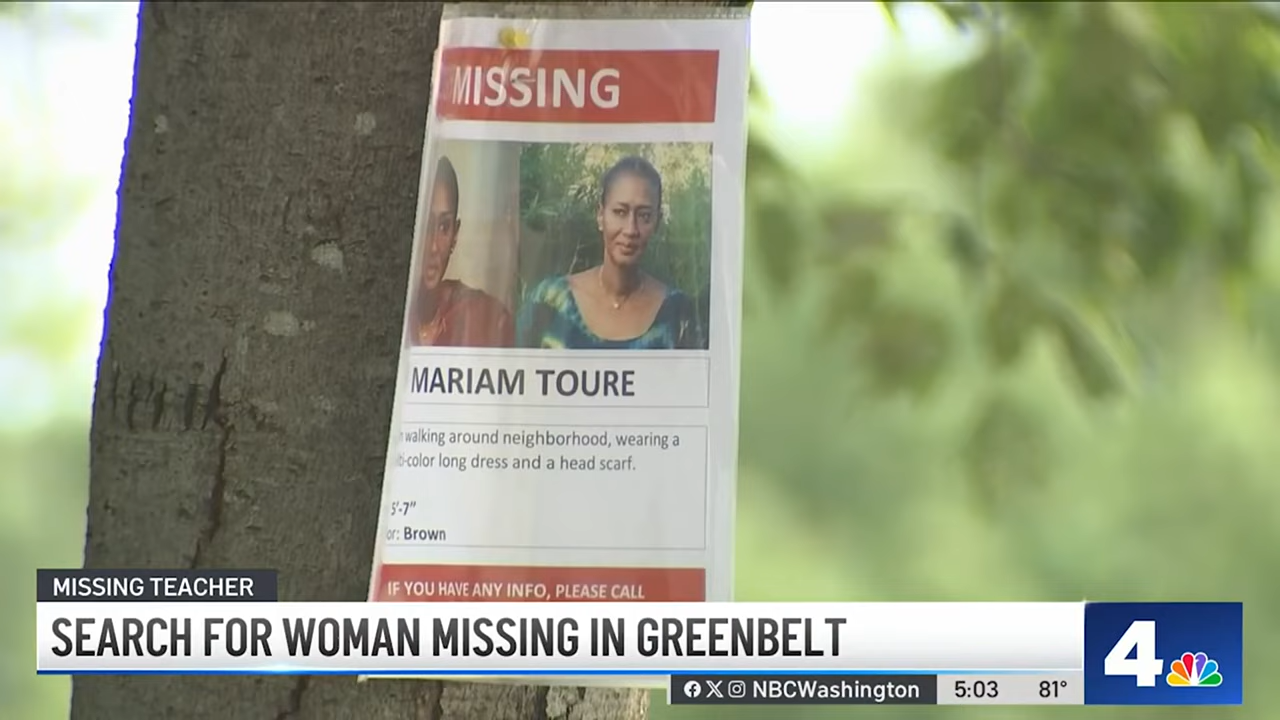 MISSING
MARIAM TOURE
walking around neighborhood, wearing a
-color long dress and a head scarf.
5'-7"
Brown
IF YOU HAVE ANY INFO, PLEASE CALL
MISSING TEACHER
SEARCH FOR WOMAN MISSING IN GREENBELT
4
NBCWashington 5:03 81°